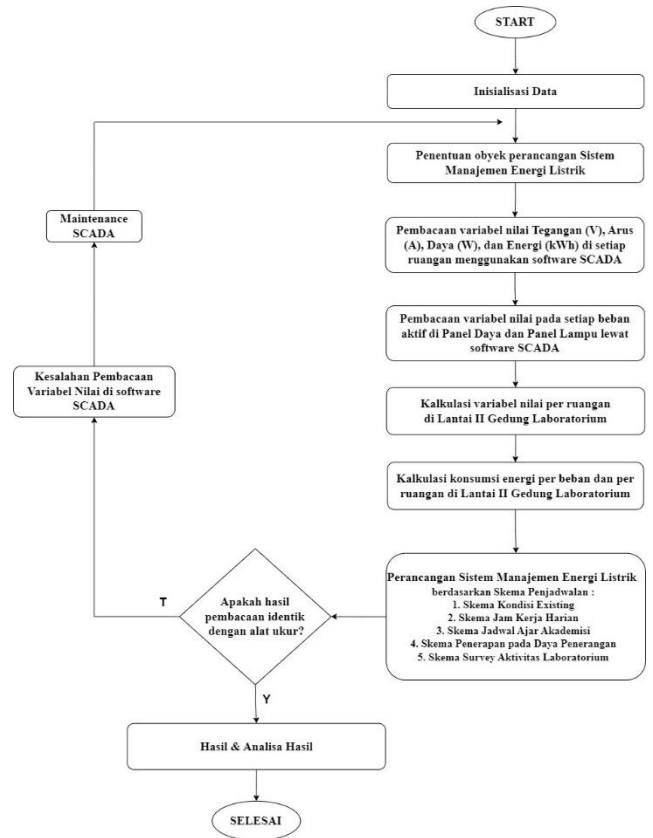 START
Inisialisasi Data
Penentuan obyek perancangan Sistem
Manajemen Energi Listrik
Pembacaan variabel nilai Tegangan (V), Arus
(A), Daya (W), dan Energi (kWh) di setiap
ruangan menggunakan software SCADA
Pembacaan variabel nilai pada setiap beban
aktif di Panel Daya dan Panel Lampu lewat
software SCADA
Kalkulasi variabel nilai per ruangan
di Lantai II Gedung Laboratorium
Kalkulasi konsumsi energi per beban dan per
ruangan di Lantai II Gedung Laboratorium
Perancangan Sistem Manajemen Energi Listrik
berdasarkan Skema Penjadwalan :
1. Skema Kondisi Existing
2. Skema Jam Kerja Harian
3. Skema Jadwal Ajar Akademisi
4. Skema Penerapan pada Daya Penerangan
5. Skema Survey Aktivitas Laboratorium
Apakah hasil
pembacaan identik
dengan alat ukur?
T
Kesalahan Pembacaan
Variabel Nilai di software
SCADA
Maintenance
SCADA
Y
Hasil & Analisa Hasil
SELESAI